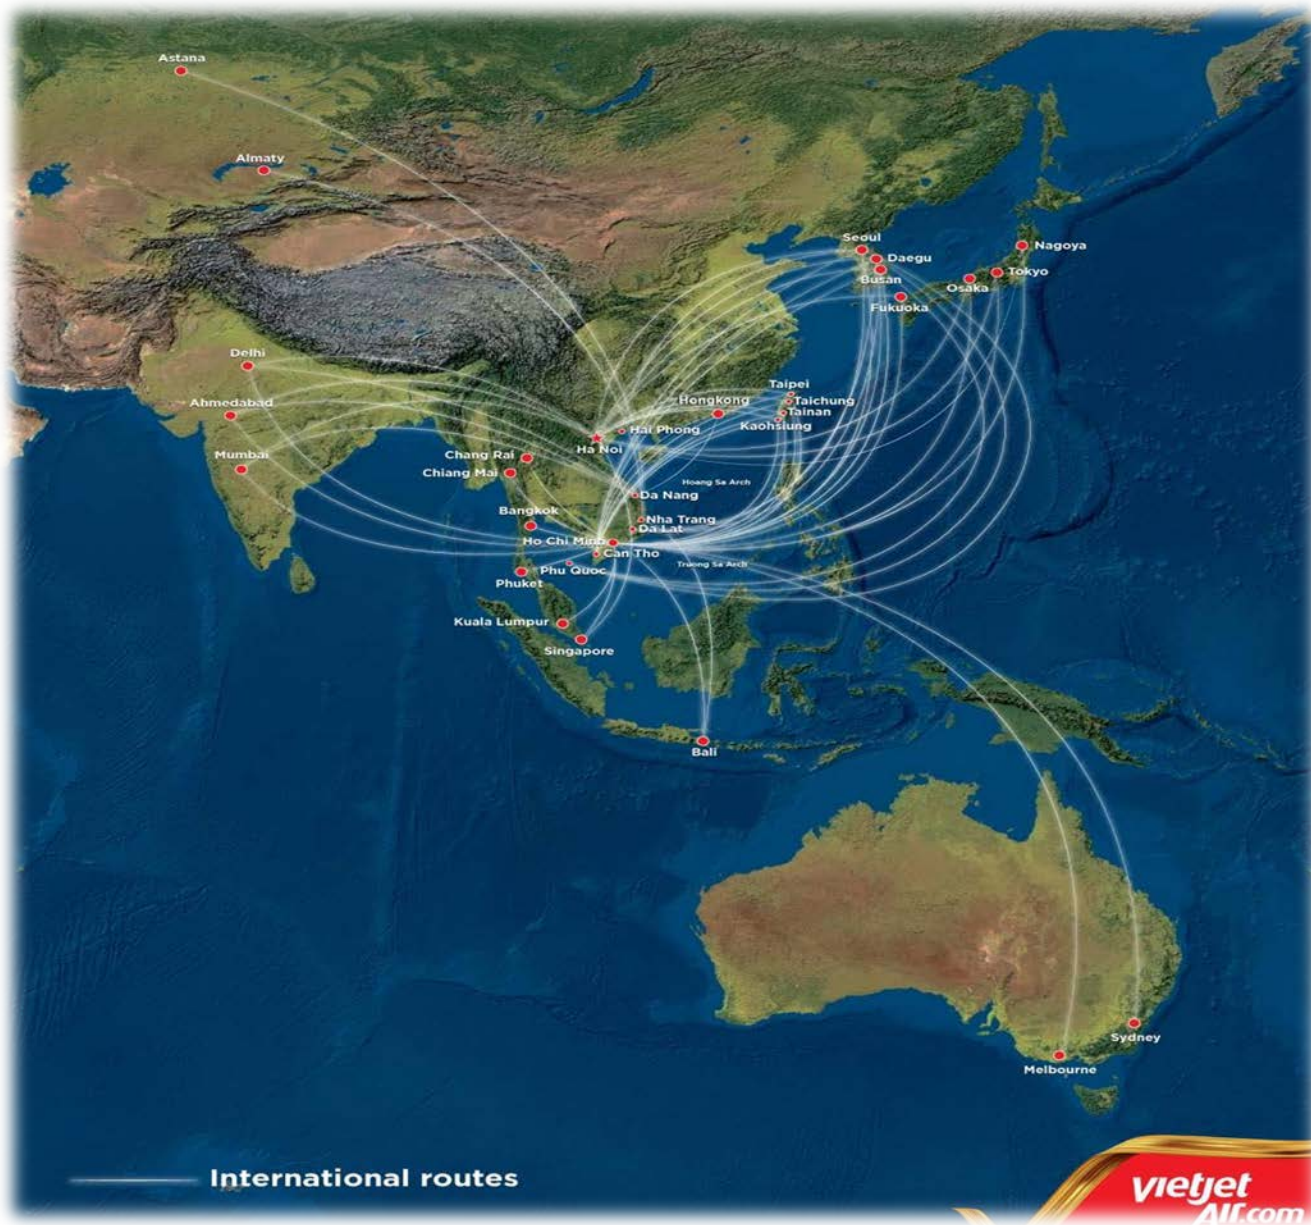 Astana
Almaty
Seoul
Daegu
Busan
Nagoya
Tokyo
Osaka
Fukuoka
Delhi
Ahmedabad
Mumbai
Taipei
Hongkong
Taichung
Tainan
Kaohsiung
Hai Phong
Ha Noi
Chang Rai
Chiang Mai
Hoang Sa Arch
Da Nang
Bangkok
Nha Trang
Da Lat
Ho Chi Minh
Can Tho
Phu Quoc
Truong Sa Arch
Phuket
Kuala Lumpur
Singapore
Bali
Sydney
Melbourne
International routes
vietjet
Air.com